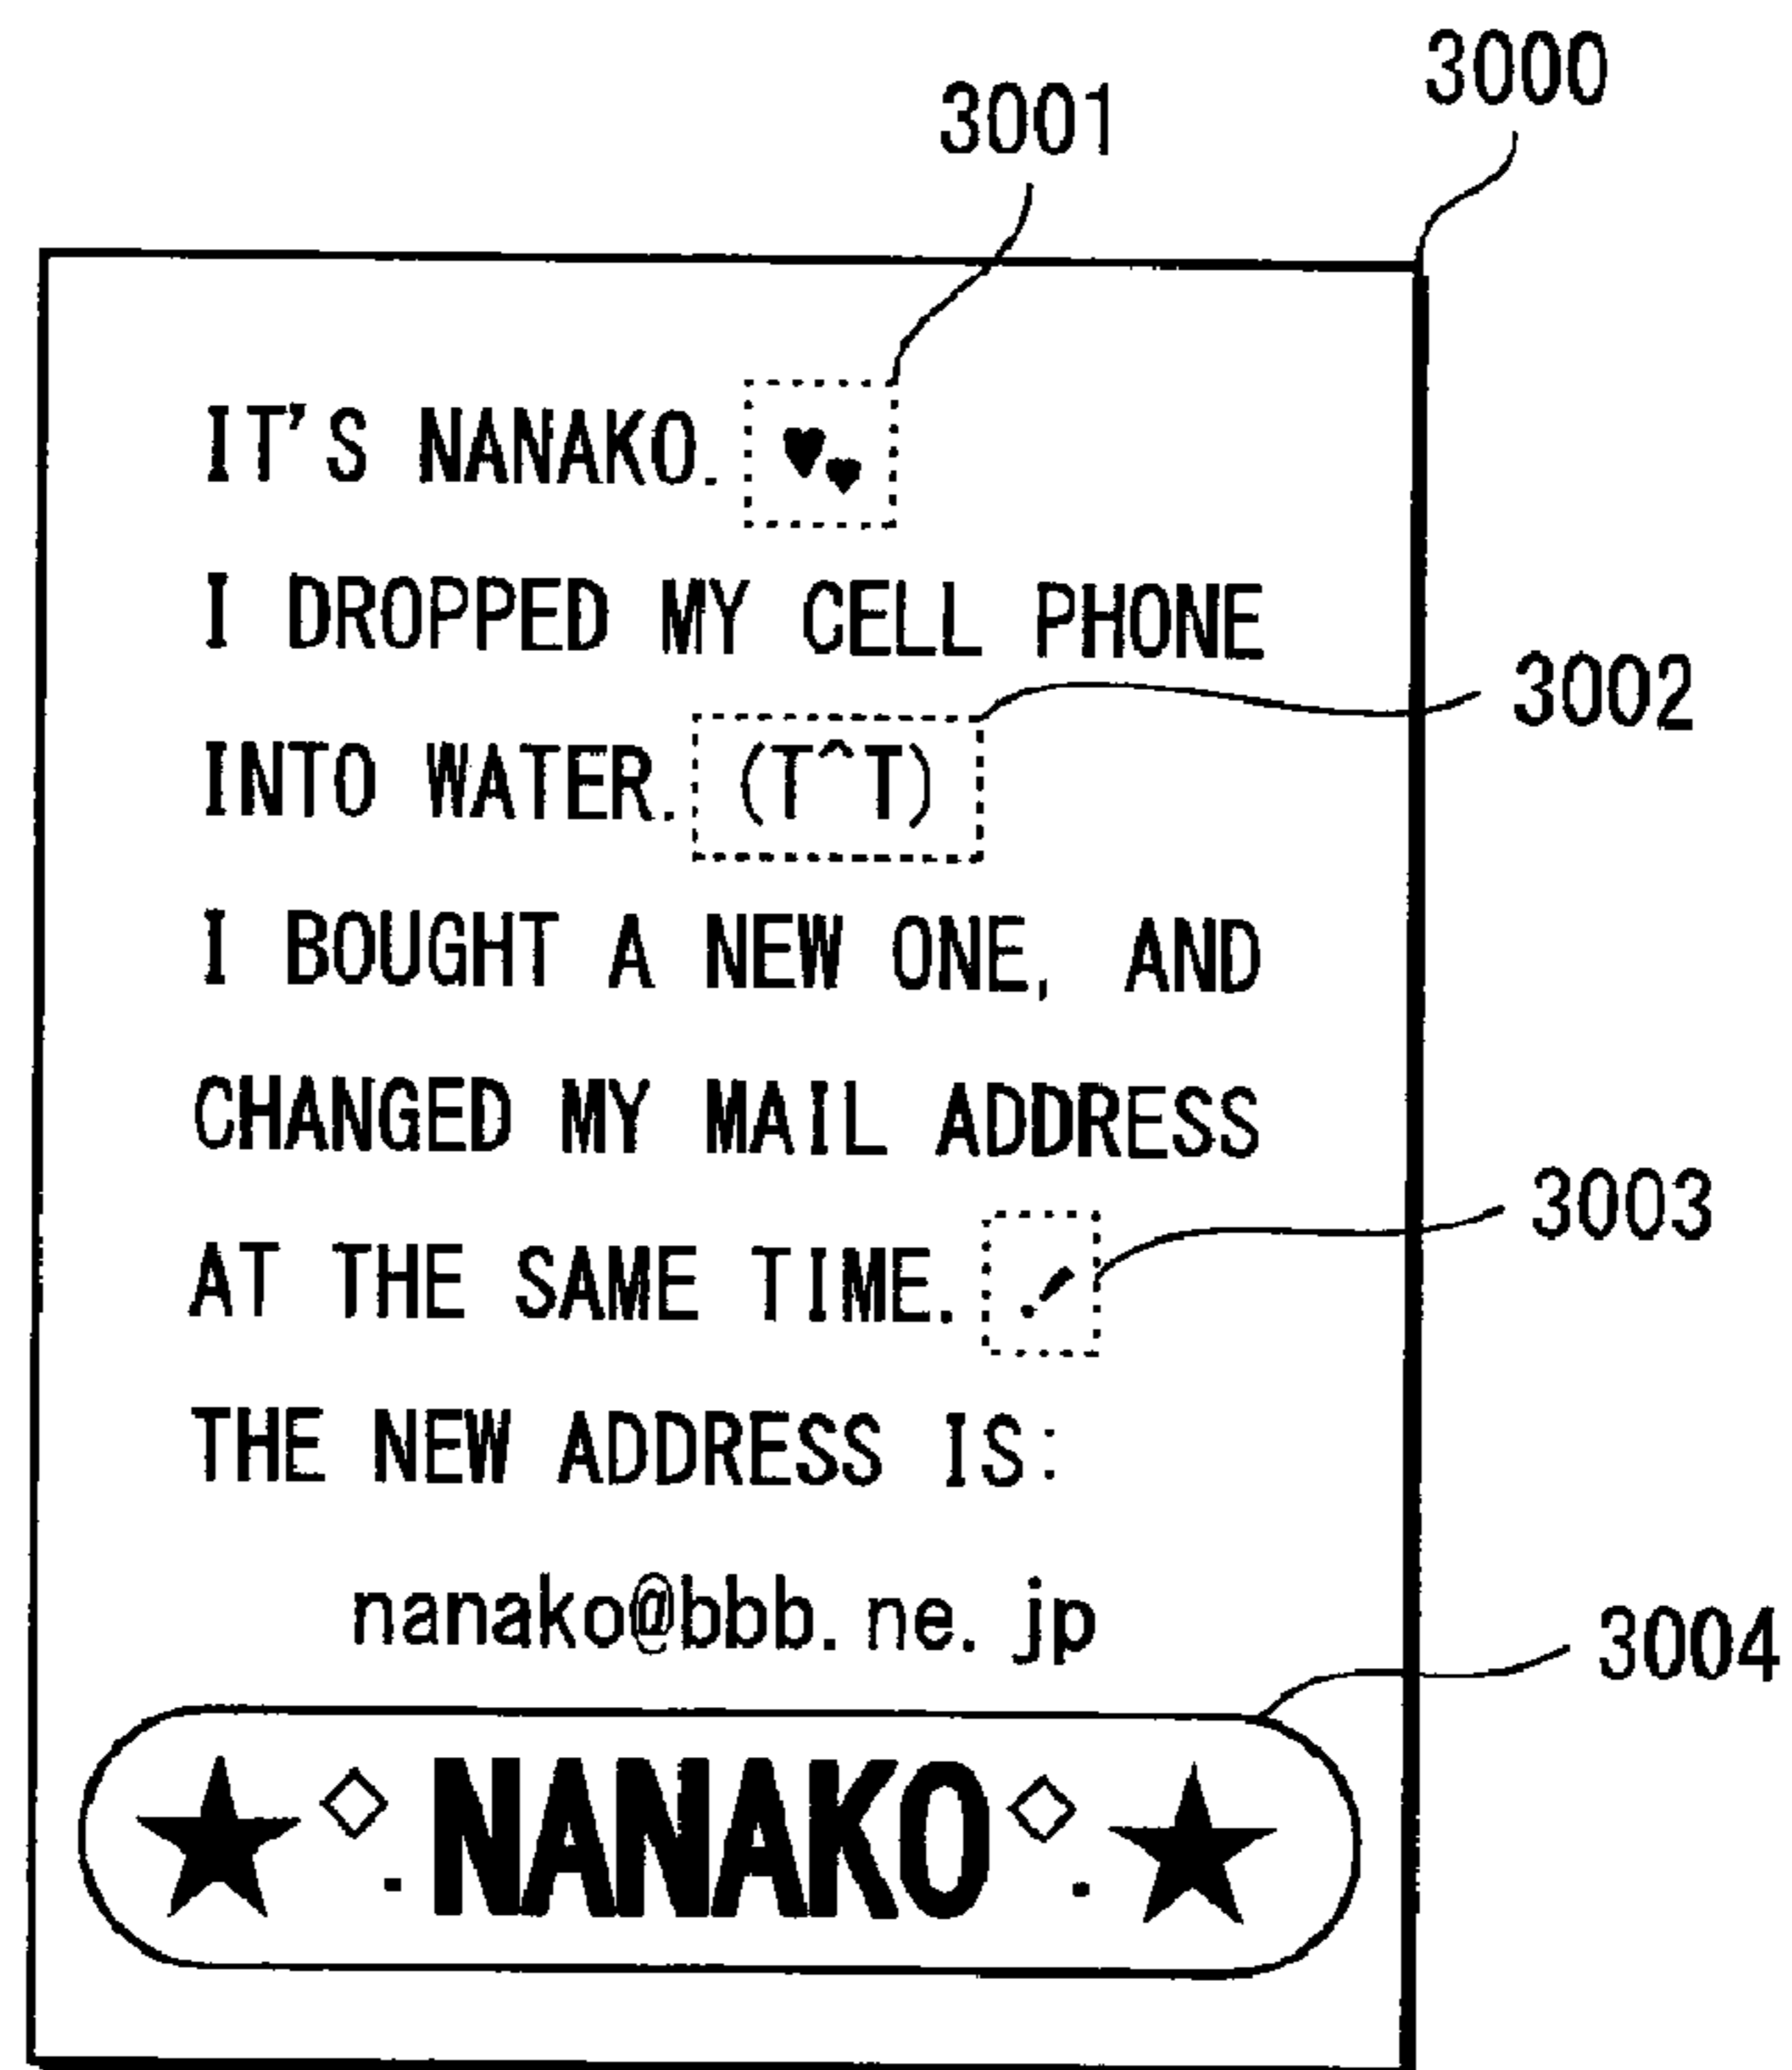 3000
3001
IT'S NANAKO. ♥♥
I DROPPED MY CELL PHONE
3002
INTO WATER. (T^T)
I BOUGHT A NEW ONE, AND
CHANGED MY MAIL ADDRESS
3003
AT THE SAME TIME. !
THE NEW ADDRESS IS:
nanako@bbb.ne.jp
3004
★◇.NANAKO◇.★